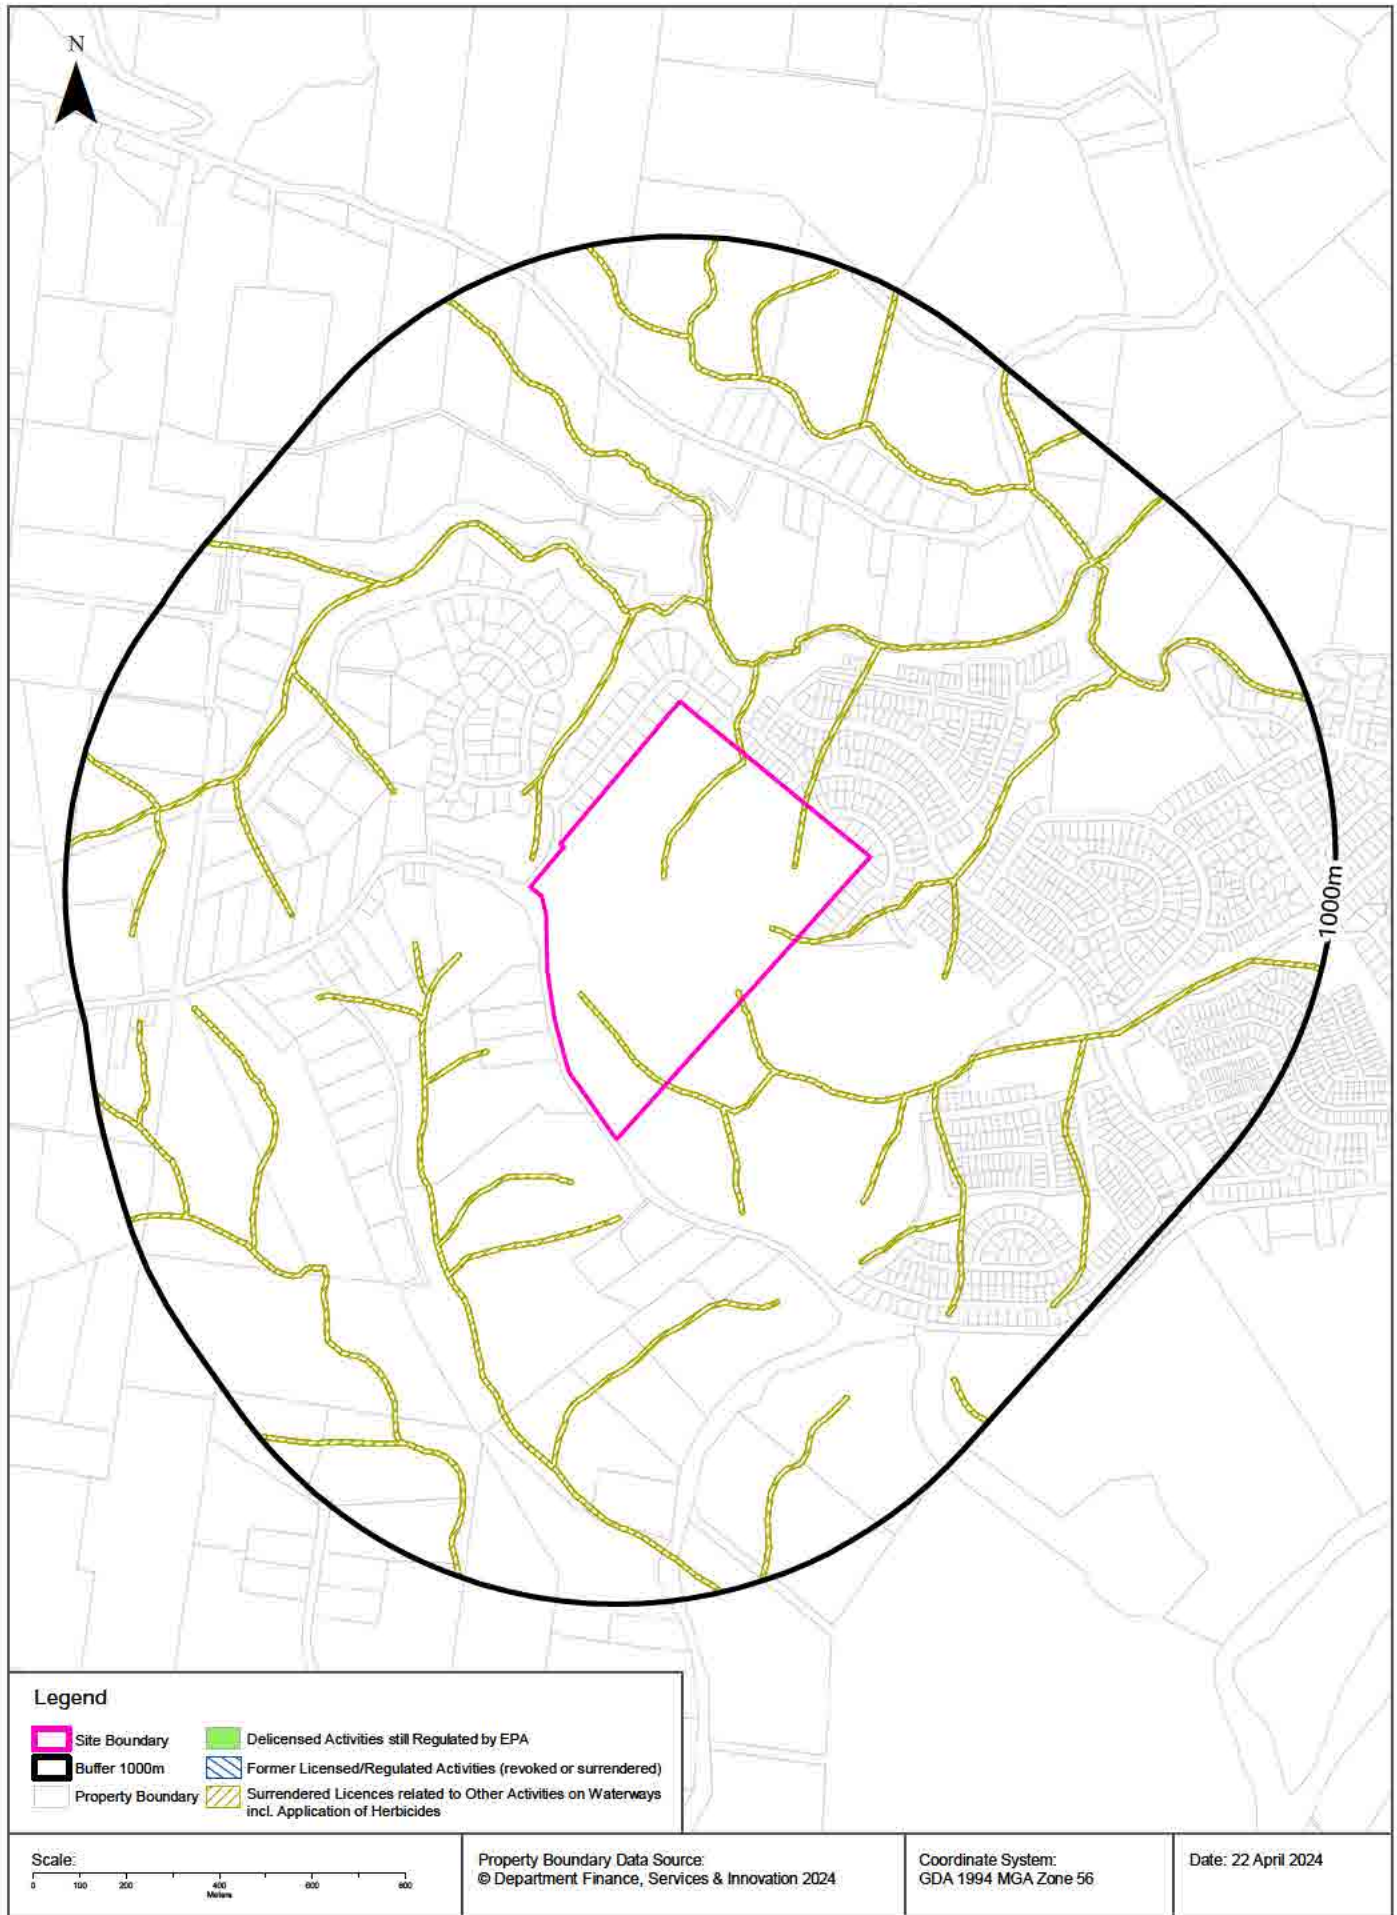 N
1000m
Legend
Site Boundary
Buffer 1000m
Property Boundary
Delicensed Activities still Regulated by EPA
Former Licensed/Regulated Activities (revoked or surrendered)
Surrendered Licences related to Other Activities on Waterways
incl. Application of Herbicides
Scale:
0 100 200 400 600 800
Meters
Property Boundary Data Source:
© Department Finance, Services & Innovation 2024
Coordinate System:
GDA 1994 MGA Zone 56
Date: 22 April 2024